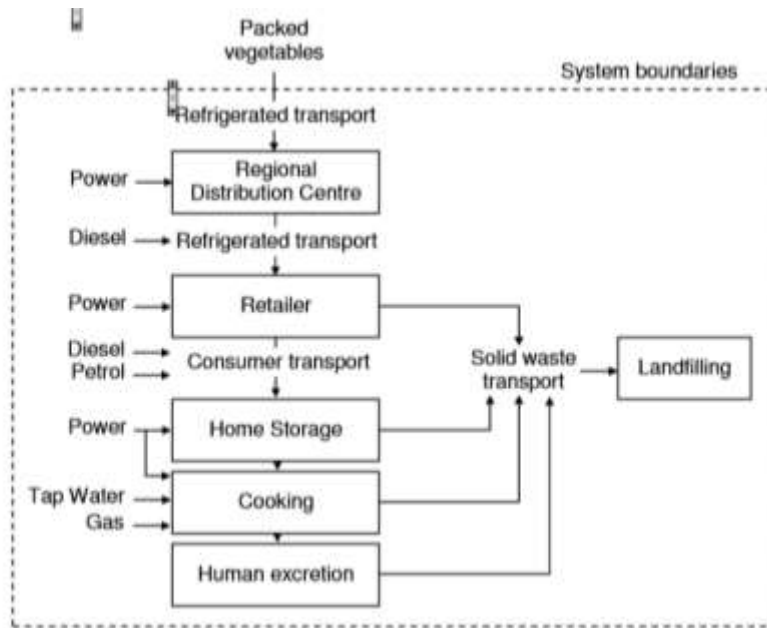 Packed
vegetables
System boundaries
Refrigerated transport
Power
Regional
Distribution Centre
Diesel
Refrigerated transport
Power
Retailer
Diesel
Petrol
Consumer transport
Solid waste
transport
Landfilling
Power
Home Storage
Tap Water
Gas
Cooking
Human excretion